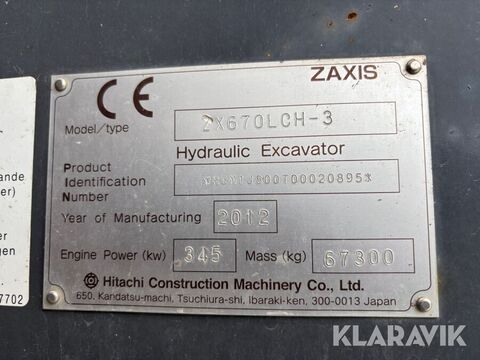 ZAXIS
CE
Model/type ZX670LCH-3
Hydraulic Excavator
Product
Identification
Number
Year of Manufacturing 2012
Engine Power (kw) 345 Mass (kg) 67300
Hitachi Construction Machinery Co., Ltd.
650. Kandatsu-machi, Tsuchiura-shi, Ibaraki-ken, 300-0013 Japan
7702
KLARAVIK